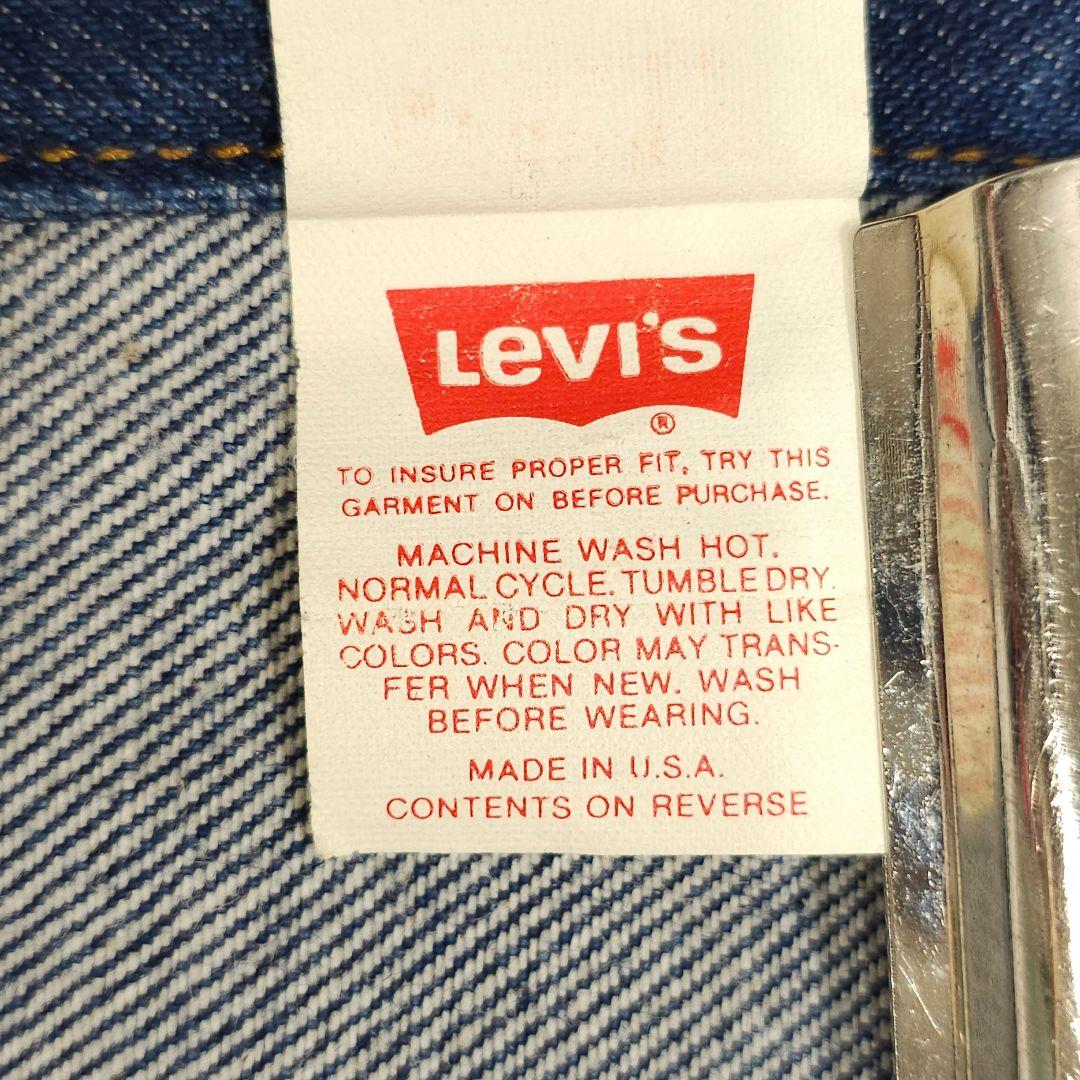 Levi's
®
TO INSURE PROPER FIT, TRY THIS
GARMENT ON BEFORE PURCHASE.
MACHINE WASH HOT.
NORMAL CYCLE. TUMBLE DRY.
WASH AND DRY WITH LIKE
COLORS. COLOR MAY TRANS-
FER WHEN NEW. WASH
BEFORE WEARING.
MADE IN U.S.A.
CONTENTS ON REVERSE